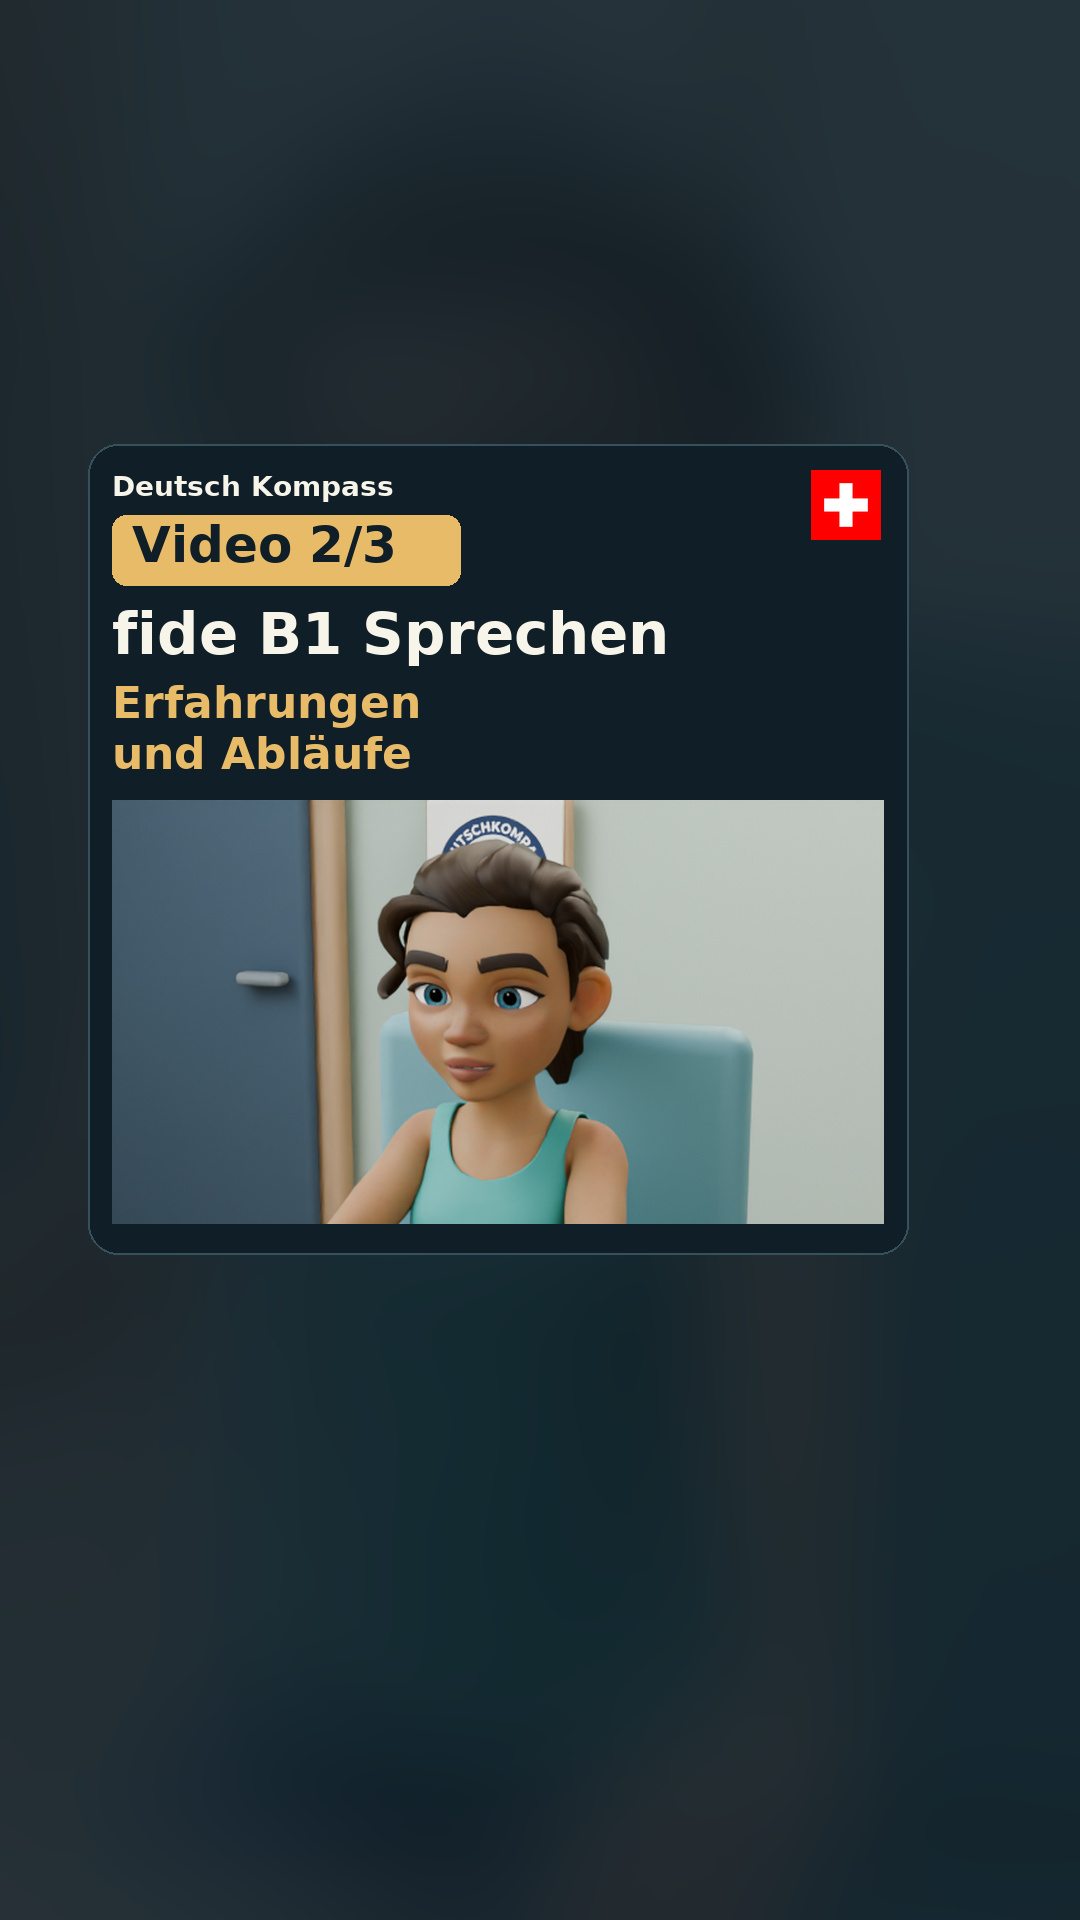 Deutsch Kompass
Video 2/3
fide B1 Sprechen
Erfahrungen
und Abläufe